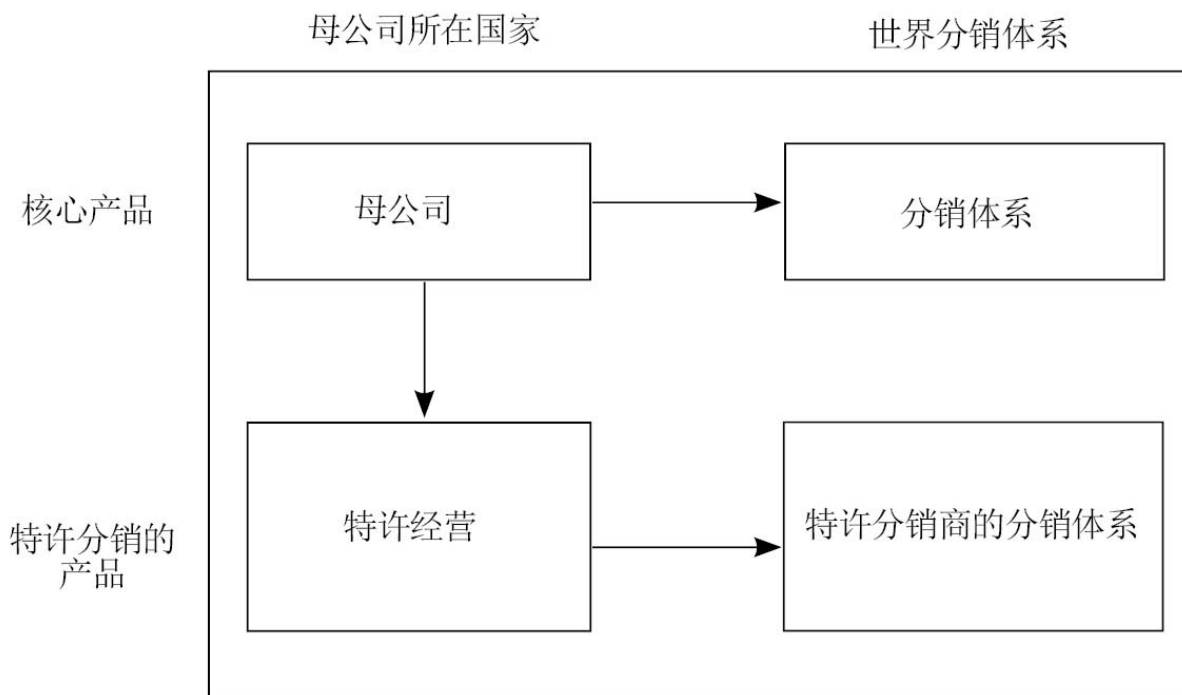 母公司所在国家
世界分销体系
核心产品
母公司
分销体系
特许分销的
产品
特许经营
特许分销商的分销体系